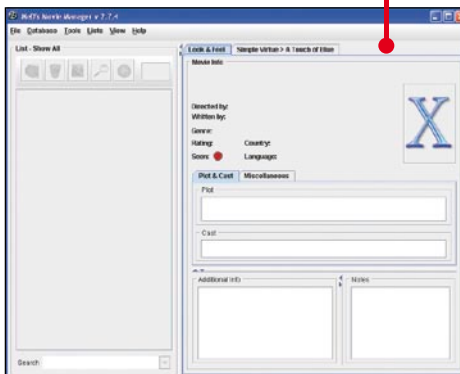 MeD's Movie Manager v 2.7.4
File Database Tools Lists View Help
List - Show All
Look & Feel Simple Virtue > A Touch of Blue
Movie Info
Directed by:
Written by:
Genre:
Rating: Country:
Seen: Language:
X
Plot & Cast Miscellaneous
Plot
Cast
Additional Info Notes
Search: